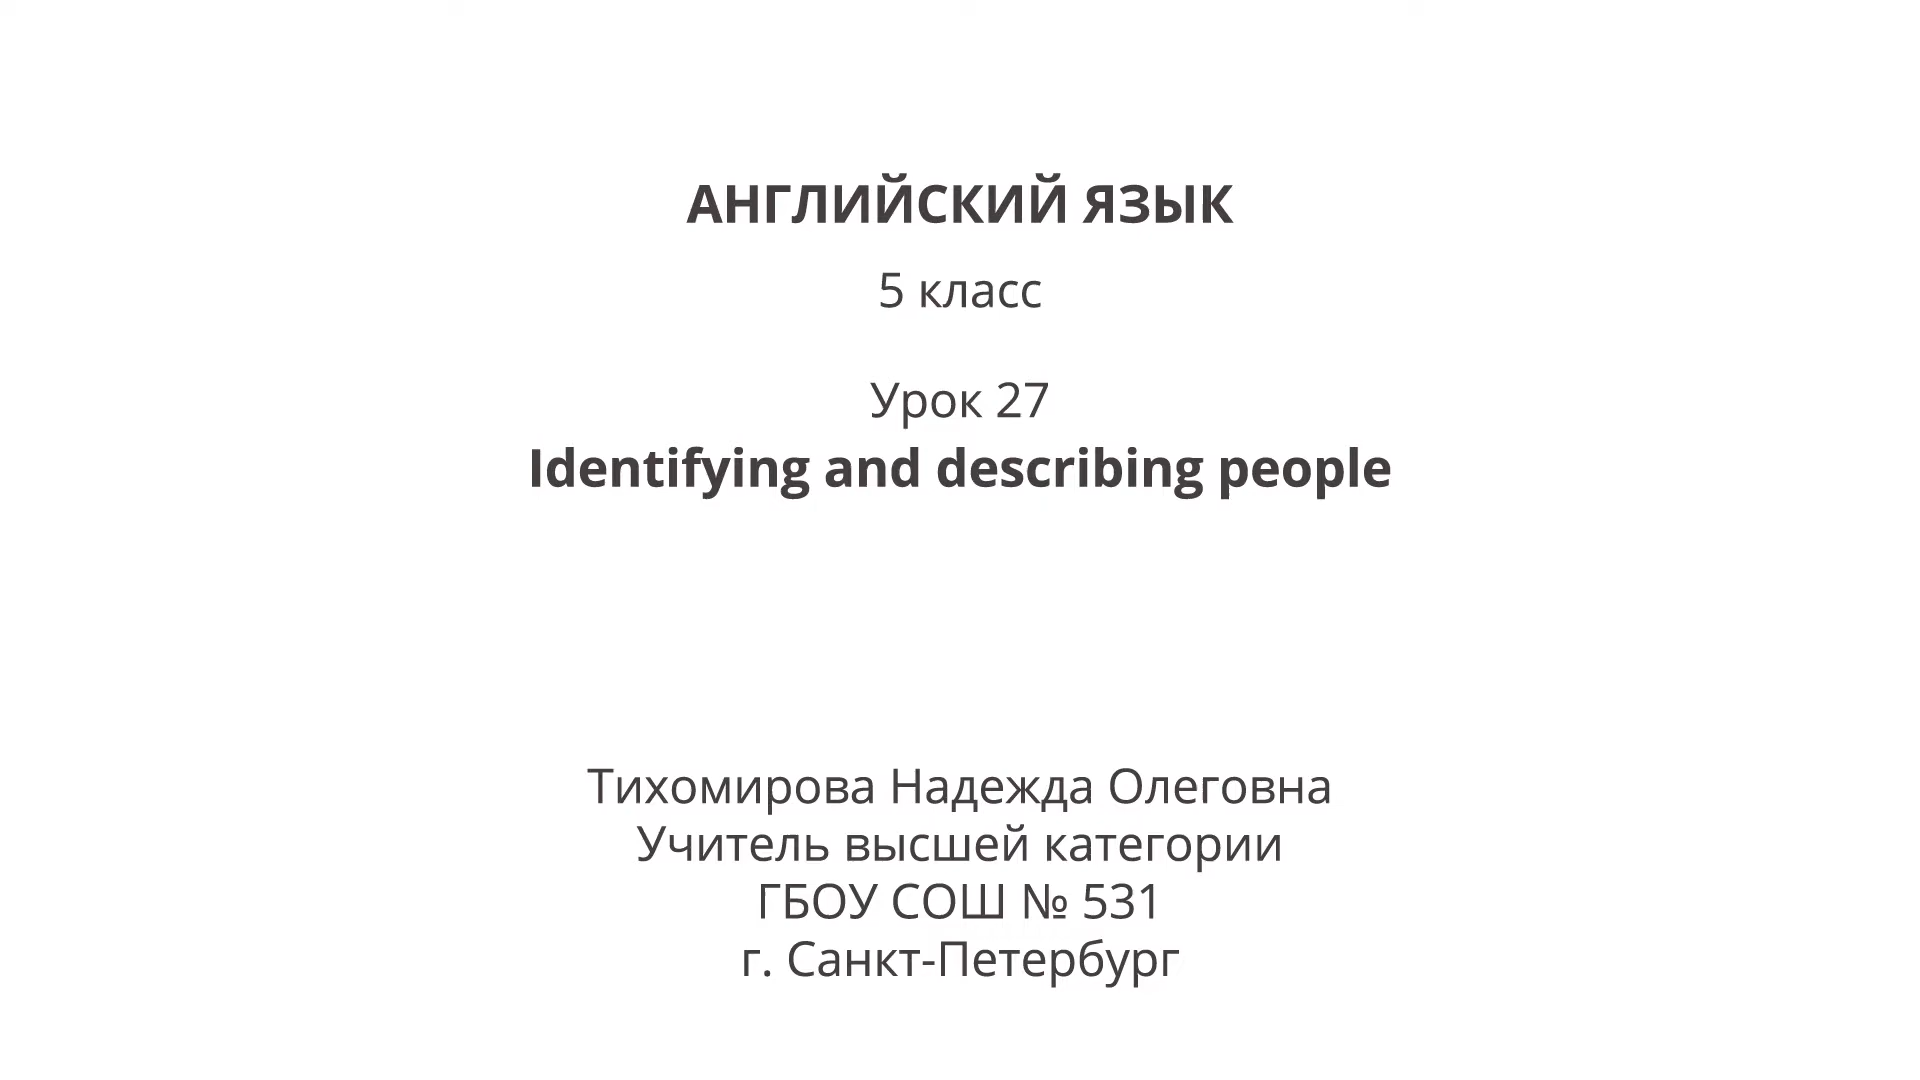 АНГЛИЙСКИЙ ЯЗЫК
5 класс
Урок 27
Identifying and describing people
Тихомирова Надежда Олеговна
Учитель высшей категории
ГБОУ СОШ № 531
г. Санкт-Петербург